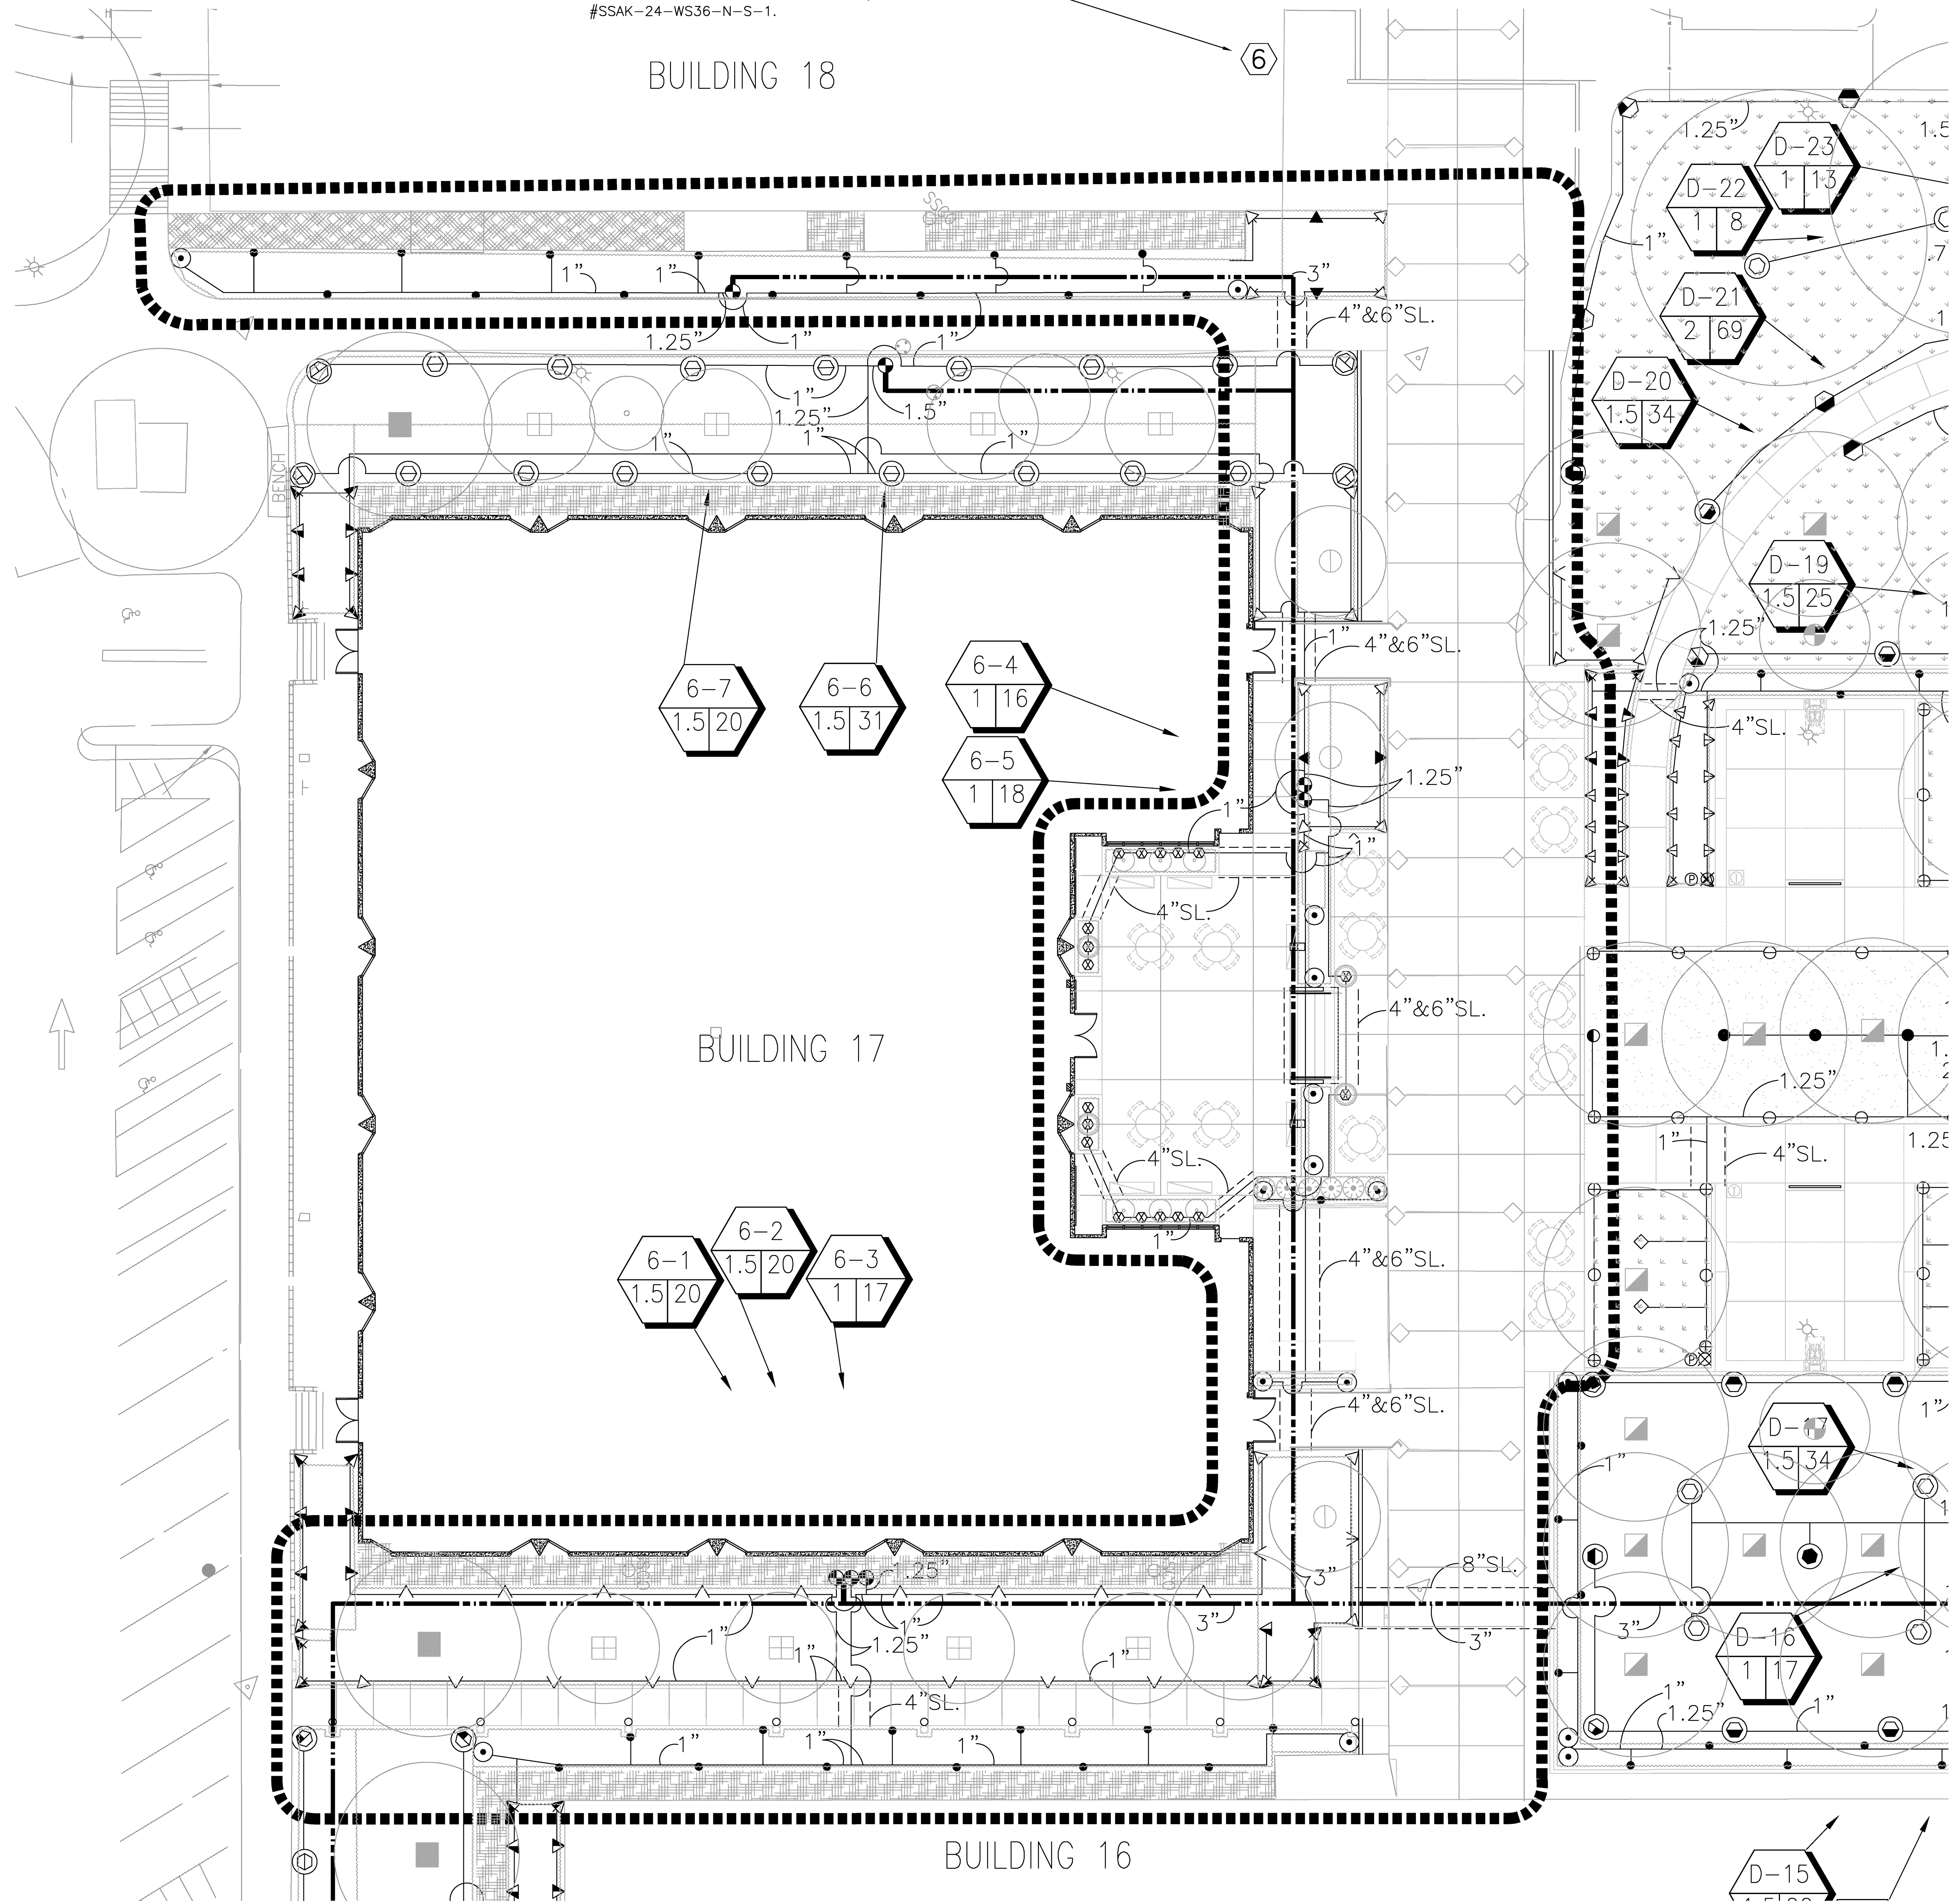 #SSAK-24-WS36-N-S-1.
6
BUILDING 18
1.25"
1.5
D-23
1 13
D-22
1 8
1"
.7
1" 1" 3"
D-21
2 69
4"&6"SL.
1.25" 1" 1"
D-20
1.5 34
1"
1.25" 1.5"
1" 1" 1"
BENCH
D-19
1.5 25
1.25"
1" 4"&6"SL.
6-7
1.5 20
6-6
1.5 31
6-4
1 16
4"SL.
6-5
1 18
1.25"
1"
1"
4"SL.
4"&6"SL.
BUILDING 17
1.
2
1.25"
1" 4"SL. 1.25
4"SL.
1"
6-1
1.5 20
6-2
1.5 20
6-3
1 17
4"&6"SL.
P
P
4"&6"SL.
1"
D-17
1.5 34
1"
1.25"
3" 8"SL.
3" 3" 3"
1" 1" 1"
1.25"
1" 1"
D-16
1 17
4"SL.
1" 1.25" 1"
1" 1" 1"
BUILDING 16
D-15